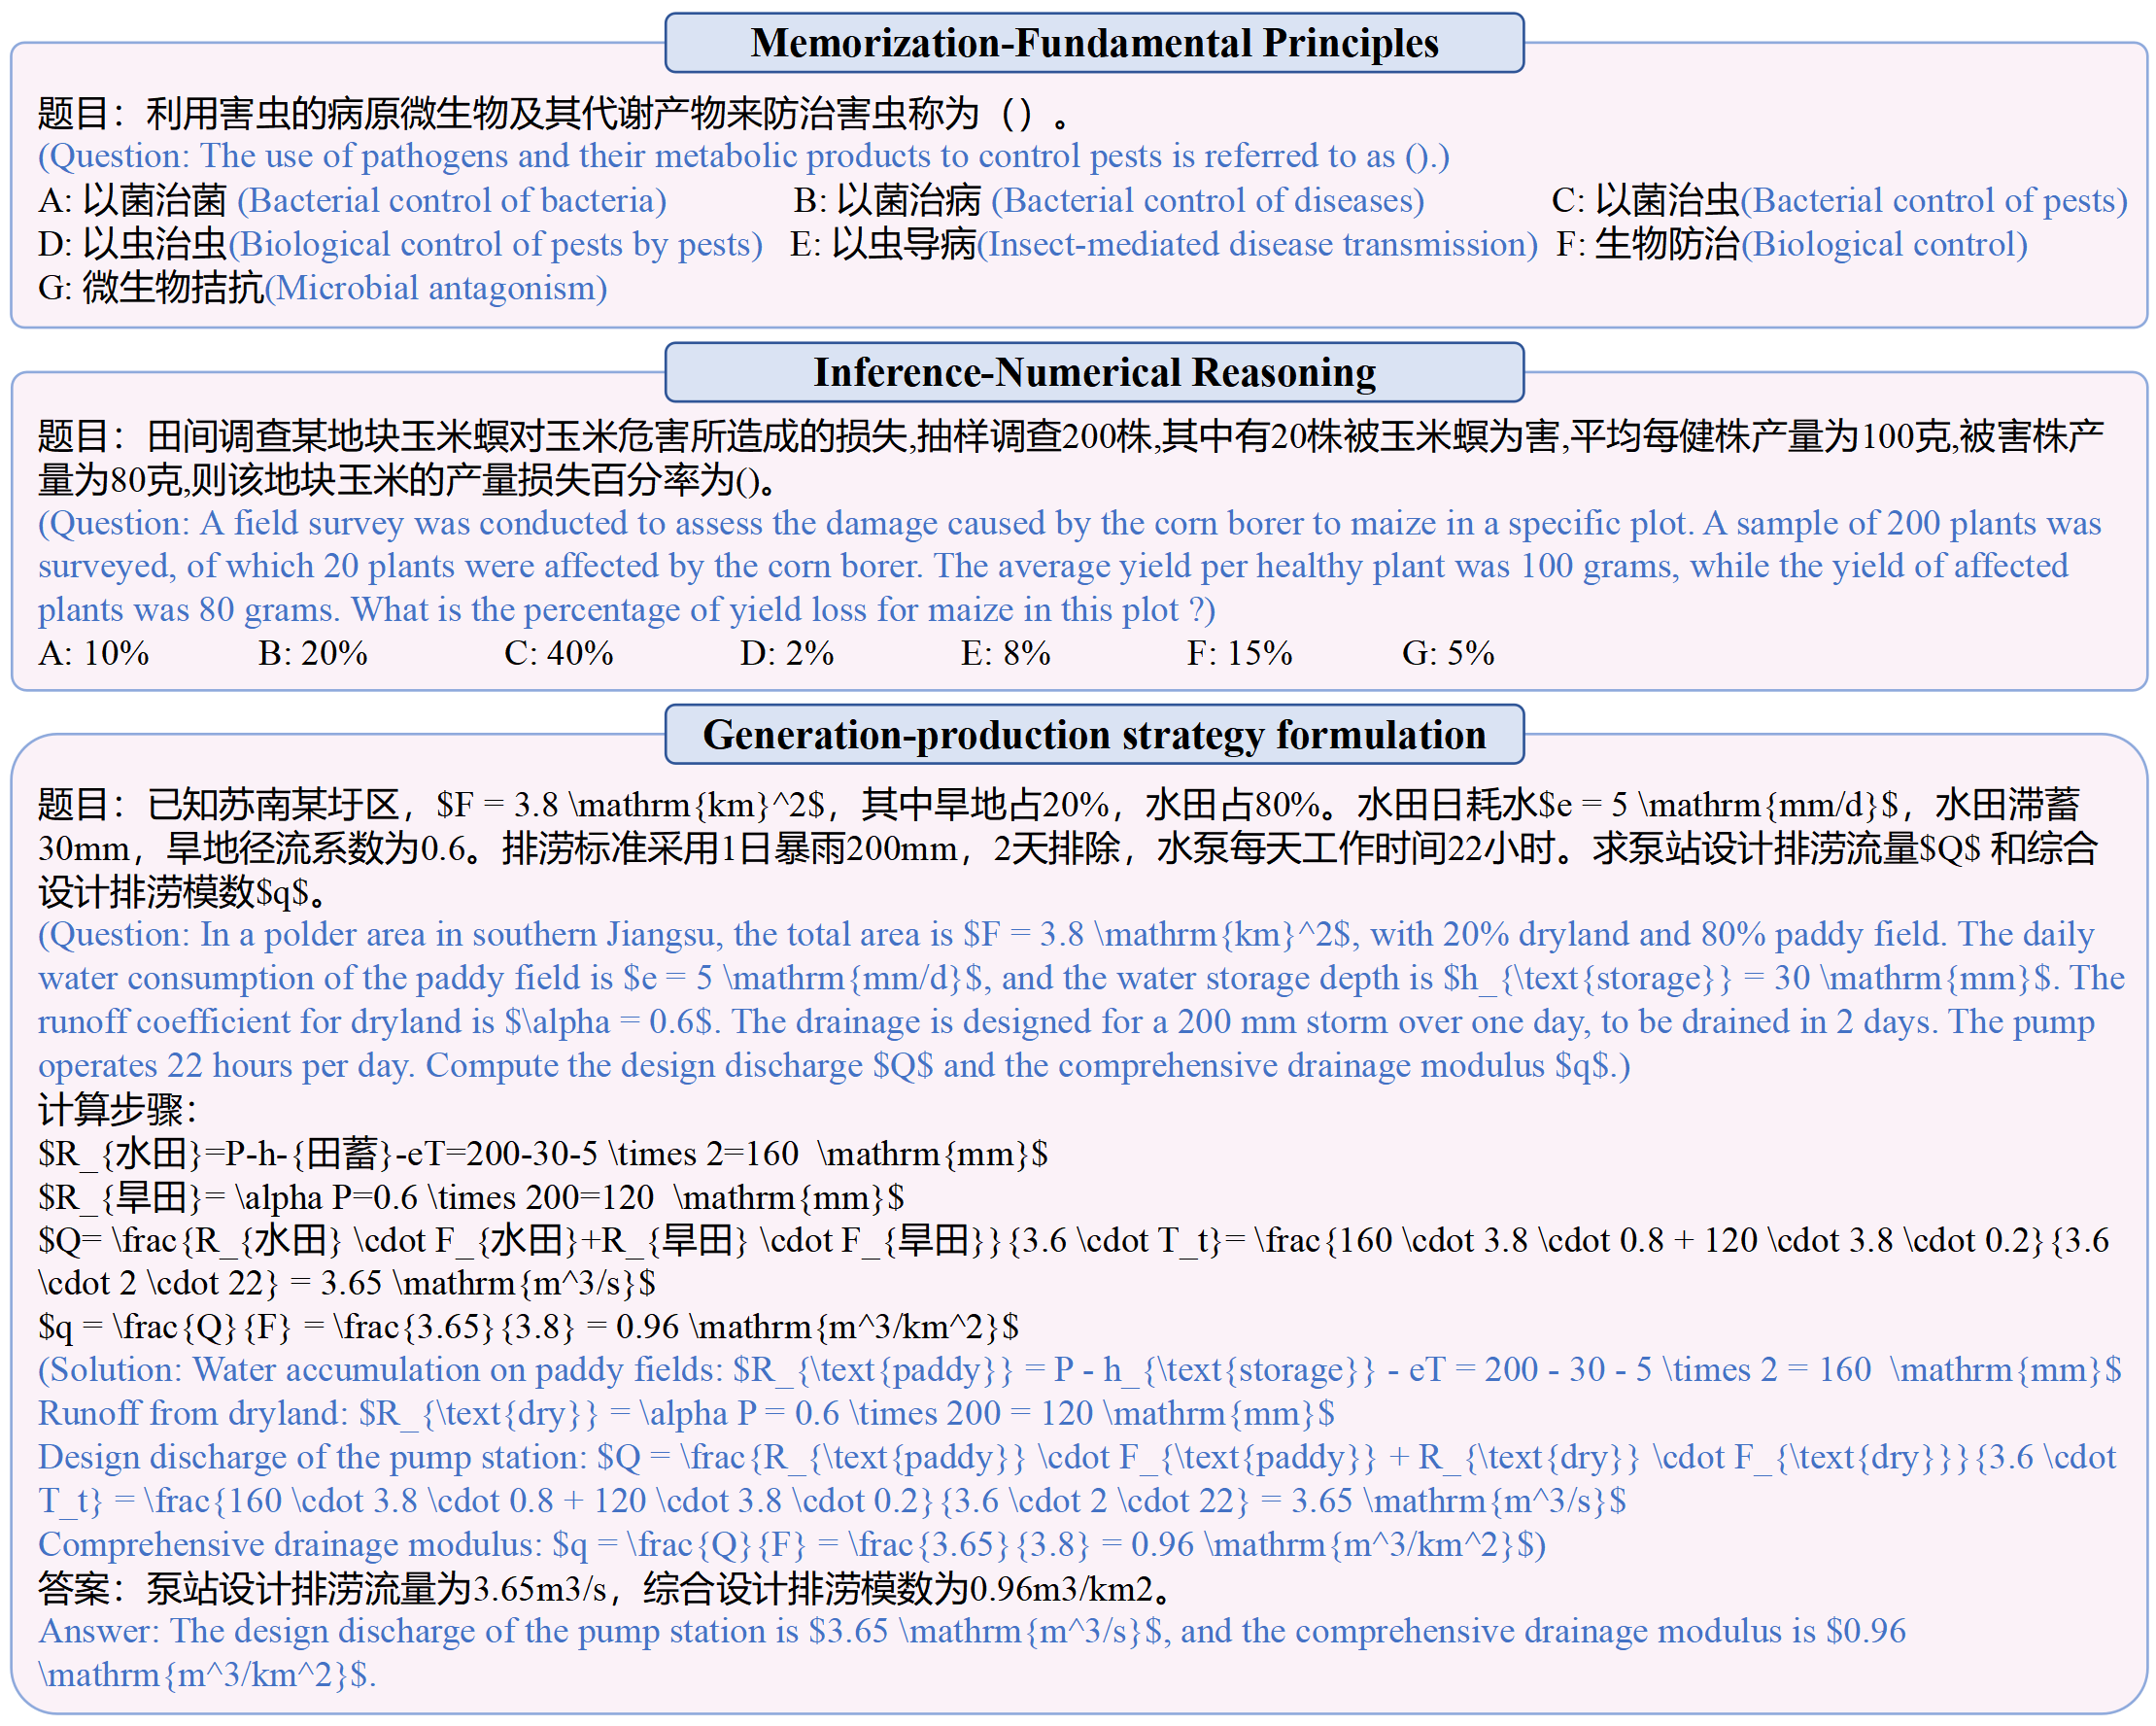 Memorization-Fundamental Principles
题目：利用害虫的病原微生物及其代谢产物来防治害虫称为（）。
(Question: The use of pathogens and their metabolic products to control pests is referred to as ().)
A: 以菌治菌 (Bacterial control of bacteria) B: 以菌治病 (Bacterial control of diseases) C: 以菌治虫(Bacterial control of pests)
D: 以虫治虫(Biological control of pests by pests) E: 以虫导病(Insect-mediated disease transmission) F: 生物防治(Biological control)
G: 微生物拮抗(Microbial antagonism)
Inference-Numerical Reasoning
题目：田间调查某地块玉米螟对玉米危害所造成的损失,抽样调查200株,其中有20株被玉米螟为害,平均每健株产量为100克,被害株产
量为80克,则该地块玉米的产量损失百分率为()。
(Question: A field survey was conducted to assess the damage caused by the corn borer to maize in a specific plot. A sample of 200 plants was
surveyed, of which 20 plants were affected by the corn borer. The average yield per healthy plant was 100 grams, while the yield of affected
plants was 80 grams. What is the percentage of yield loss for maize in this plot ?)
A: 10% B: 20% C: 40% D: 2% E: 8% F: 15% G: 5%
Generation-production strategy formulation
题目：已知苏南某圩区，$F = 3.8 \mathrm{km}^2$，其中旱地占20%，水田占80%。水田日耗水$e = 5 \mathrm{mm/d}$，水田滞蓄
30mm，旱地径流系数为0.6。排涝标准采用1日暴雨200mm，2天排除，水泵每天工作时间22小时。求泵站设计排涝流量$Q$ 和综合
设计排涝模数$q$。
(Question: In a polder area in southern Jiangsu, the total area is $F = 3.8 \mathrm{km}^2$, with 20% dryland and 80% paddy field. The daily
water consumption of the paddy field is $e = 5 \mathrm{mm/d}$, and the water storage depth is $h_{\text{storage}} = 30 \mathrm{mm}$. The
runoff coefficient for dryland is $\alpha = 0.6$. The drainage is designed for a 200 mm storm over one day, to be drained in 2 days. The pump
operates 22 hours per day. Compute the design discharge $Q$ and the comprehensive drainage modulus $q$.)
计算步骤：
$R_{水田}=P-h-{田蓄}-eT=200-30-5 \times 2=160  \mathrm{mm}$
$R_{旱田}= \alpha P=0.6 \times 200=120  \mathrm{mm}$
$Q= \frac{R_{水田} \cdot F_{水田}+R_{旱田} \cdot F_{旱田}}{3.6 \cdot T_t}= \frac{160 \cdot 3.8 \cdot 0.8 + 120 \cdot 3.8 \cdot 0.2}{3.6
\cdot 2 \cdot 22} = 3.65 \mathrm{m^3/s}$
$q = \frac{Q}{F} = \frac{3.65}{3.8} = 0.96 \mathrm{m^3/km^2}$
(Solution: Water accumulation on paddy fields: $R_{\text{paddy}} = P - h_{\text{storage}} - eT = 200 - 30 - 5 \times 2 = 160  \mathrm{mm}$
Runoff from dryland: $R_{\text{dry}} = \alpha P = 0.6 \times 200 = 120 \mathrm{mm}$
Design discharge of the pump station: $Q = \frac{R_{\text{paddy}} \cdot F_{\text{paddy}} + R_{\text{dry}} \cdot F_{\text{dry}}}{3.6 \cdot
T_t} = \frac{160 \cdot 3.8 \cdot 0.8 + 120 \cdot 3.8 \cdot 0.2}{3.6 \cdot 2 \cdot 22} = 3.65 \mathrm{m^3/s}$
Comprehensive drainage modulus: $q = \frac{Q}{F} = \frac{3.65}{3.8} = 0.96 \mathrm{m^3/km^2}$)
答案：泵站设计排涝流量为3.65m3/s，综合设计排涝模数为0.96m3/km2。
Answer: The design discharge of the pump station is $3.65 \mathrm{m^3/s}$, and the comprehensive drainage modulus is $0.96
\mathrm{m^3/km^2}$.